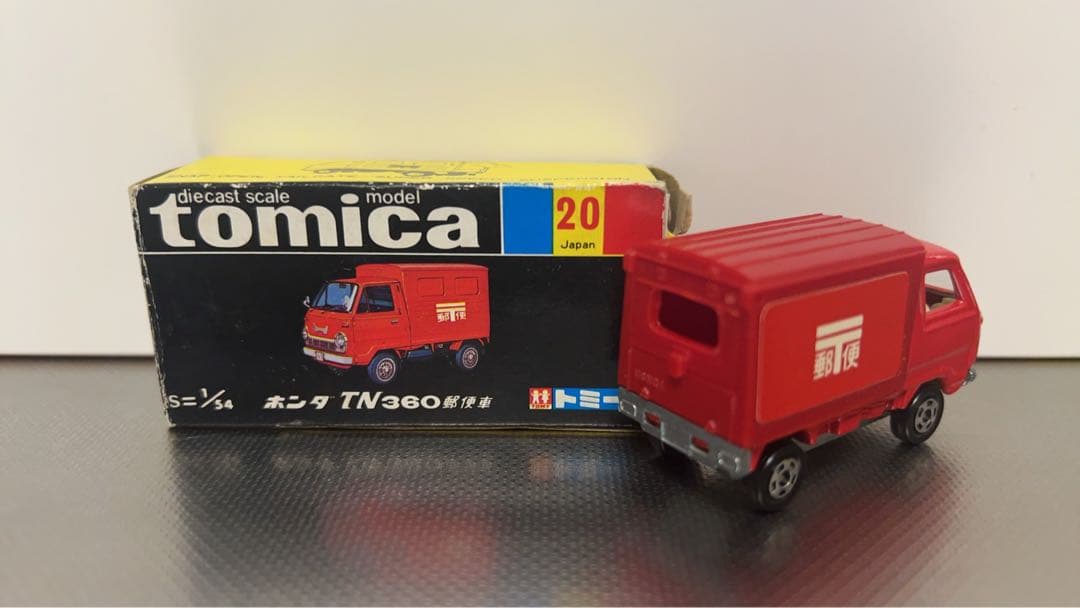 diecast scale model
tomica
20
Japan
郵便
S=1/54 ホンダ TN360 郵便車
TOMY トミー
郵便